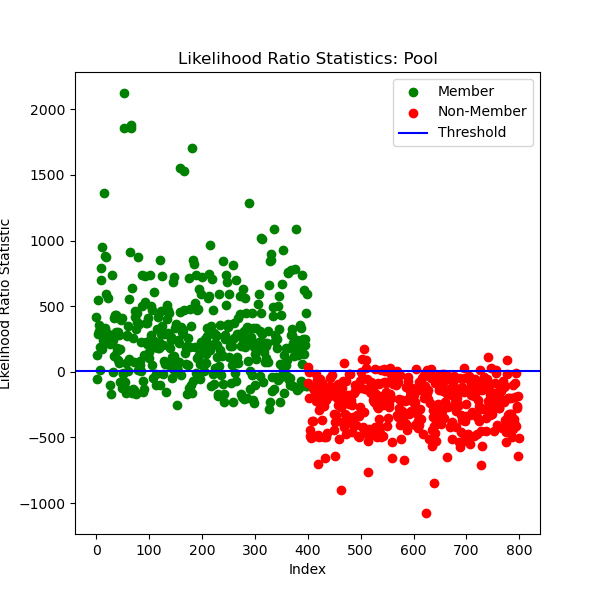 Likelihood Ratio Statistics: Pool
Member
Non-Member
Threshold
2000
1500
1000
500
0
−500
−1000
Likelihood Ratio Statistic
0 100 200 300 400 500 600 700 800
Index